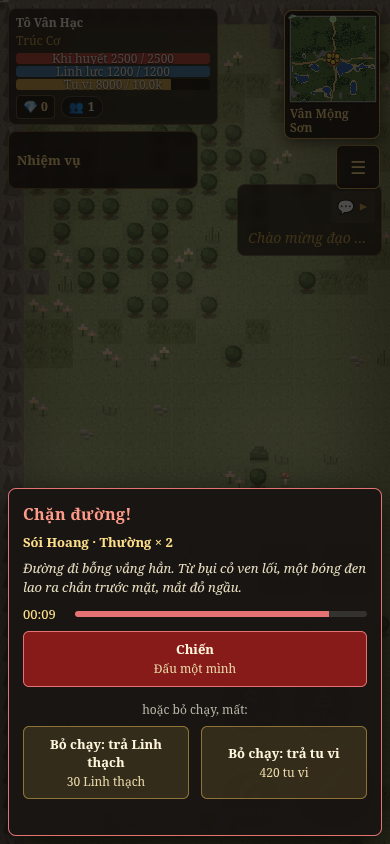 Tô Vân Hạc
Trúc Cơ
Khí huyết 2500 / 2500
Linh lực 1200 / 1200
Tu vi 8000 / 10.0k
0
1
Vân Mộng
Sơn
Nhiệm vụ
Chào mừng đạo ...
Chặn đường!
Sói Hoang · Thường × 2
Đường đi bỗng vắng hẳn. Từ bụi cỏ ven lối, một bóng đen
lao ra chắn trước mặt, mắt đỏ ngầu.
00:09
Chiến
Đấu một mình
hoặc bỏ chạy, mất:
Bỏ chạy: trả Linh
thạch
30 Linh thạch
Bỏ chạy: trả tu vi
420 tu vi